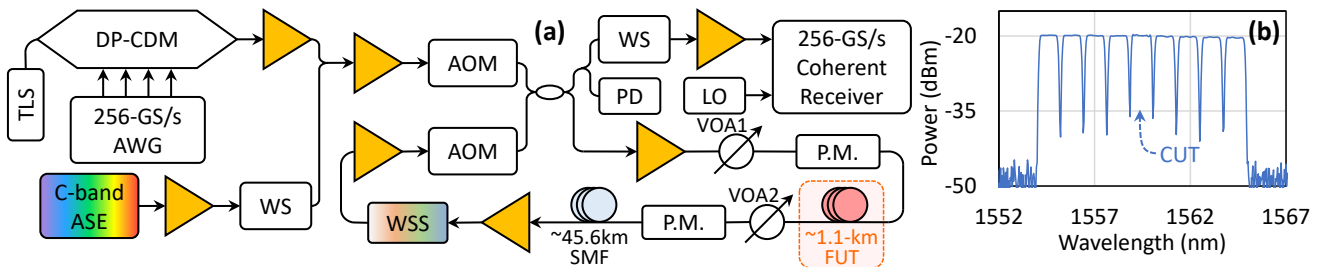 (a)
DP-CDM
TLS
256-GS/s
AWG
C-band
ASE
WS
AOM
AOM
WSS
WS
PD
LO
256-GS/s
Coherent
Receiver
VOA1
P.M.
VOA2
P.M.
~45.6km
SMF
~1.1-km
FUT
(b)
Power (dBm)
-20
-35
-50
CUT
1552
1557
1562
1567
Wavelength (nm)